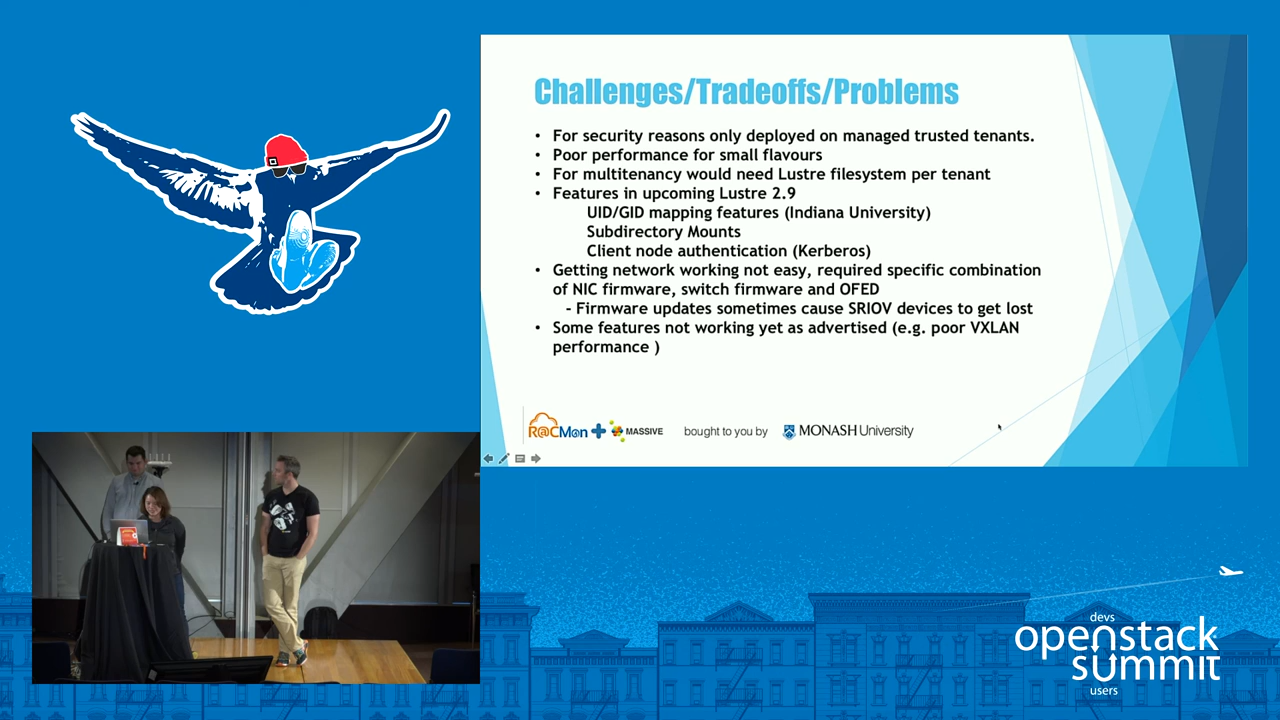 Challenges/Tradeoffs/Problems
• For security reasons only deployed on managed trusted tenants.
• Poor performance for small flavours
• For multitenancy would need Lustre filesystem per tenant
• Features in upcoming Lustre 2.9
UID/GID mapping features (Indiana University)
Subdirectory Mounts
Client node authentication (Kerberos)
• Getting network working not easy, required specific combination
of NIC firmware, switch firmware and OFED
- Firmware updates sometimes cause SRIOV devices to get lost
• Some features not working yet as advertised (e.g. poor VXLAN
performance )
R@CMon + MASSIVE brought to you by MONASH University
devs
openstack
summit
users